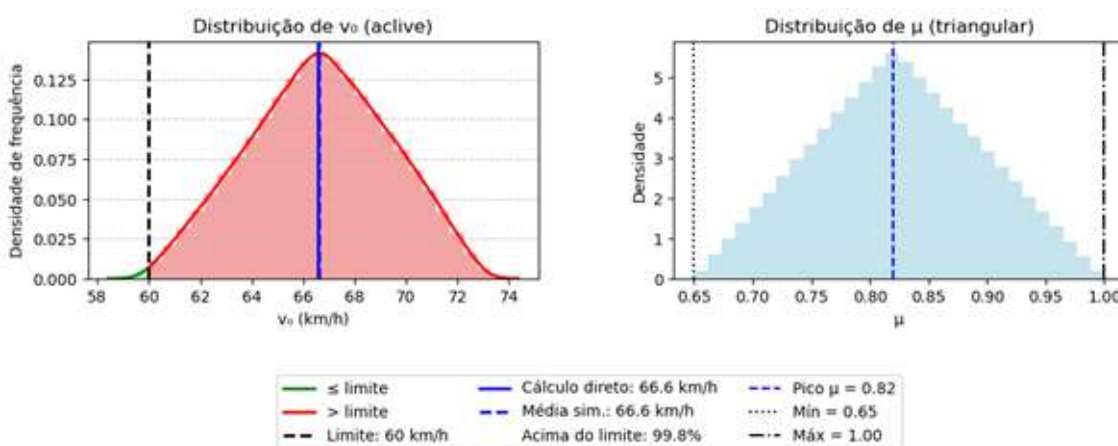 Distribuição de v₀ (aclive)
Densidade de frequência
0.125
0.100
0.075
0.050
0.025
0.000
58 60 62 64 66 68 70 72 74
v₀ (km/h)
Distribuição de μ (triangular)
Densidade
5
4
3
2
1
0
0.65 0.70 0.75 0.80 0.85 0.90 0.95 1.00
μ
≤ limite
> limite
Limite: 60 km/h
Cálculo direto: 66.6 km/h
Média sim.: 66.6 km/h
Acima do limite: 99.8%
Pico μ = 0.82
Mín = 0.65
Máx = 1.00